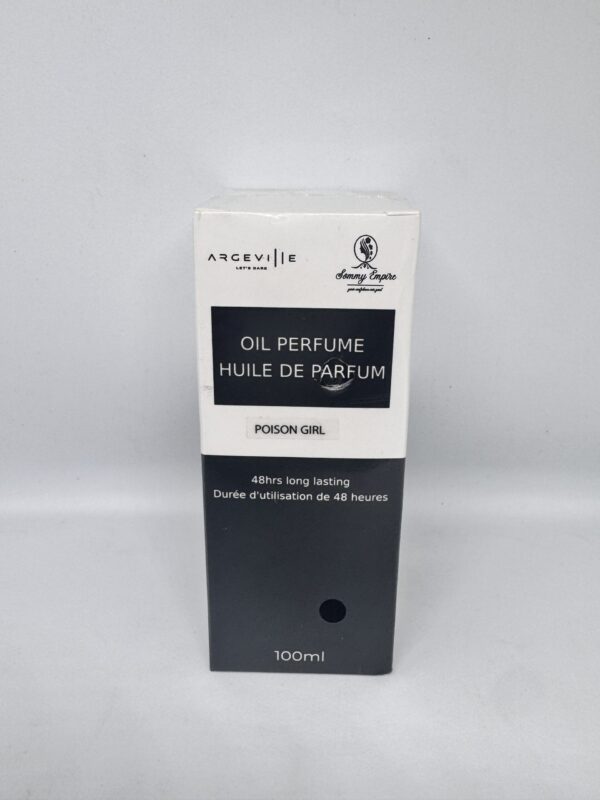 ARGEVILLE
LET'S DARE
Sommy Empire
OIL PERFUME
HUILE DE PARFUM
POISON GIRL
48hrs long lasting
Durée d'utilisation de 48 heures
100ml